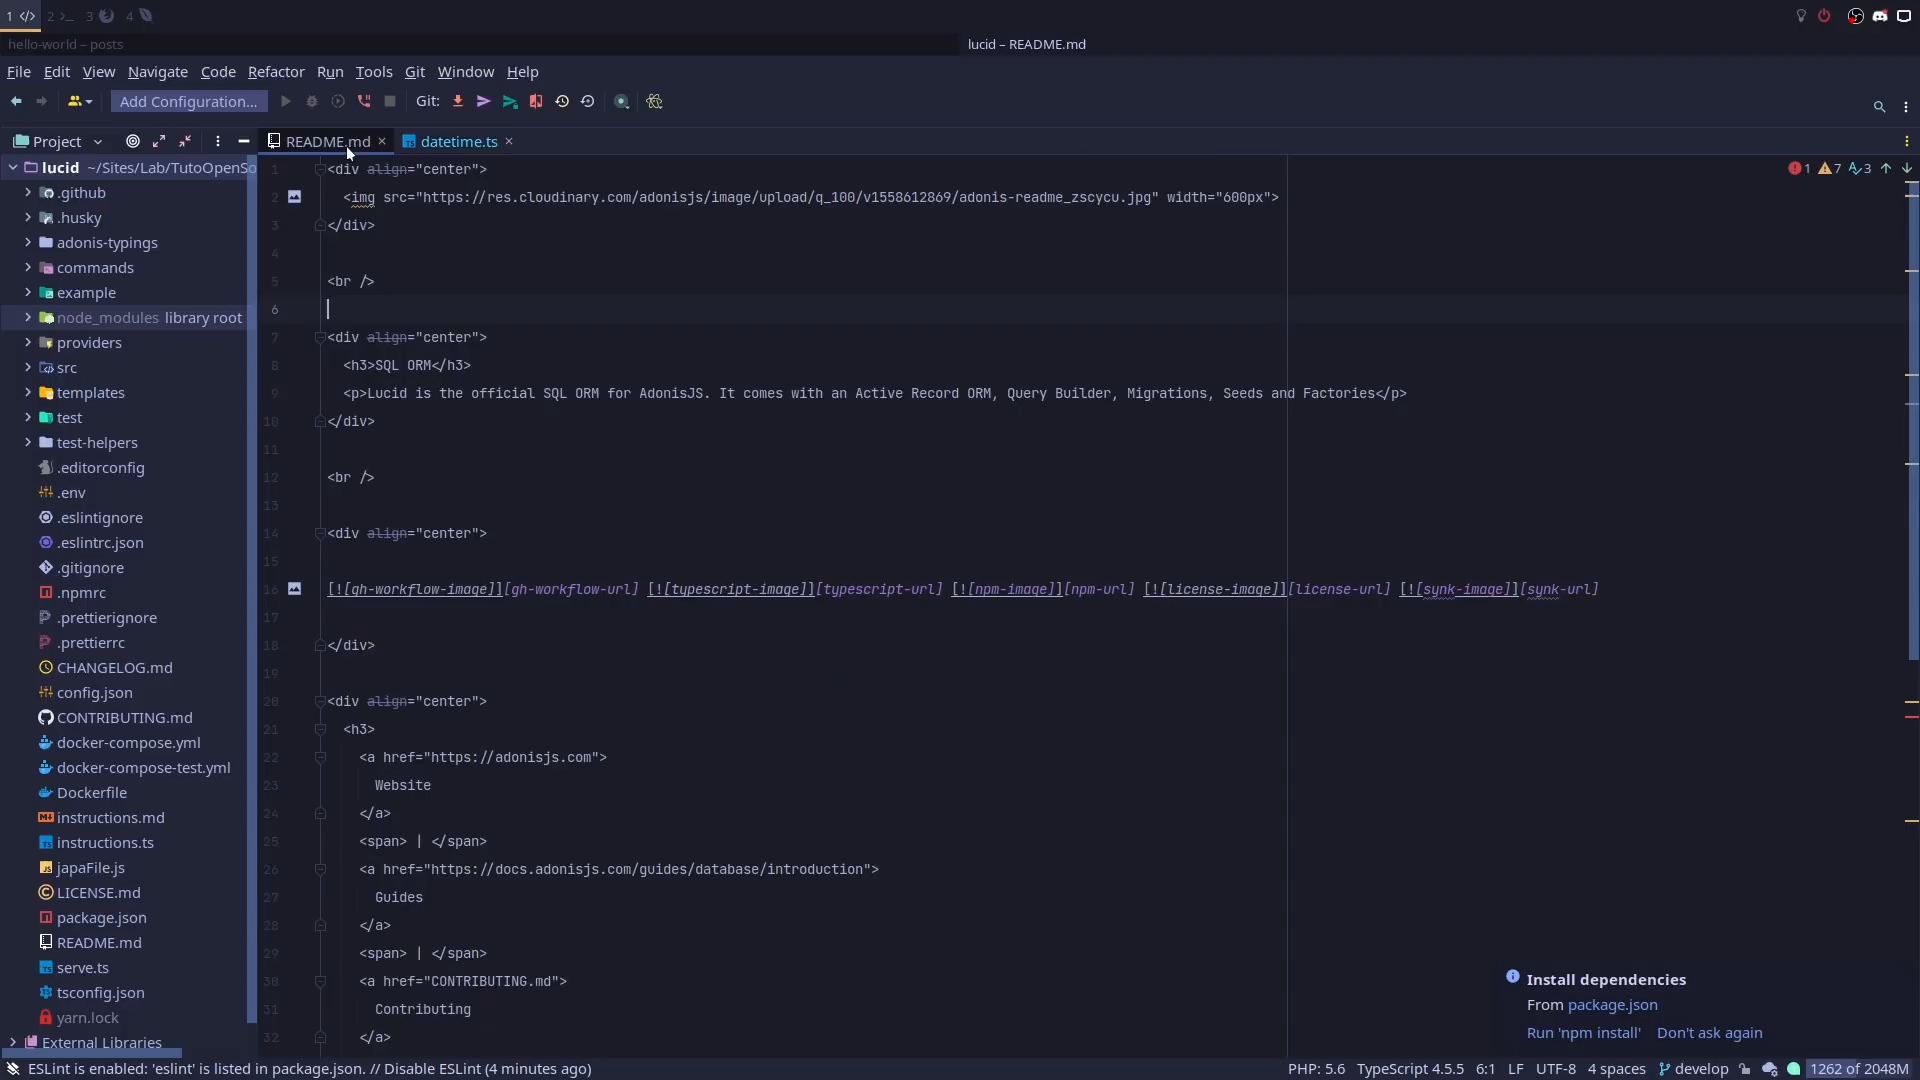 1 </>
2 >_
3
4
hello-world – posts
lucid – README.md
File Edit View Navigate Code Refactor Run Tools Git Window Help
Add Configuration...
Git:
Project
README.md
datetime.ts
lucid ~/Sites/Lab/TutoOpenSo
.github
.husky
adonis-typings
commands
example
node_modules library root
providers
src
templates
test
test-helpers
.editorconfig
.env
.eslintignore
.eslintrc.json
.gitignore
.npmrc
.prettierignore
.prettierrc
CHANGELOG.md
config.json
CONTRIBUTING.md
docker-compose.yml
docker-compose-test.yml
Dockerfile
instructions.md
instructions.ts
japaFile.js
LICENSE.md
package.json
README.md
serve.ts
tsconfig.json
yarn.lock
External Libraries
1 <div align="center">
2 <img src="https://res.cloudinary.com/adonisjs/image/upload/q_100/v1558612869/adonis-readme_zscycu.jpg" width="600px">
3 </div>
4
5 <br />
6
7 <div align="center">
8 <h3>SQL ORM</h3>
9 <p>Lucid is the official SQL ORM for AdonisJS. It comes with an Active Record ORM, Query Builder, Migrations, Seeds and Factories</p>
10 </div>
11
12 <br />
13
14 <div align="center">
15
16 [![gh-workflow-image]][gh-workflow-url] [![typescript-image]][typescript-url] [![npm-image]][npm-url] [![license-image]][license-url] [![synk-image]][synk-url]
17
18 </div>
19
20 <div align="center">
21 <h3>
22 <a href="https://adonisjs.com">
23 Website
24 </a>
25 <span> | </span>
26 <a href="https://docs.adonisjs.com/guides/database/introduction">
27 Guides
28 </a>
29 <span> | </span>
30 <a href="CONTRIBUTING.md">
31 Contributing
32 </a>
1 7 3
Install dependencies
From package.json
Run 'npm install' Don't ask again
ESLint is enabled: 'eslint' is listed in package.json. // Disable ESLint (4 minutes ago)
PHP: 5.6 TypeScript 4.5.5 6:1 LF UTF-8 4 spaces develop 1262 of 2048M